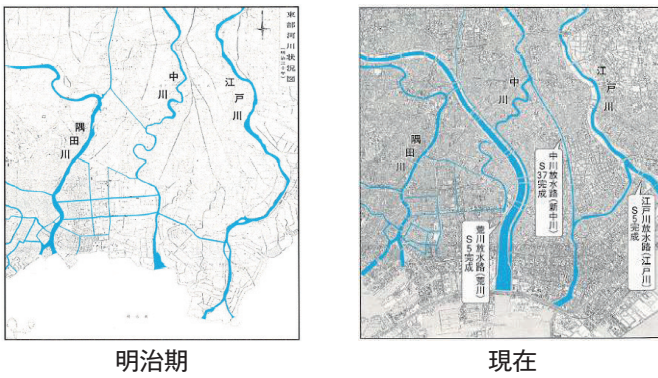 東部河川状況図
隅田川
中川
江戸川
明治期
隅田川
中川
江戸川
中川放水路(新中川)
S37完成
江戸川放水路(江戸川)
S5完成
荒川放水路(荒川)
S5完成
現在